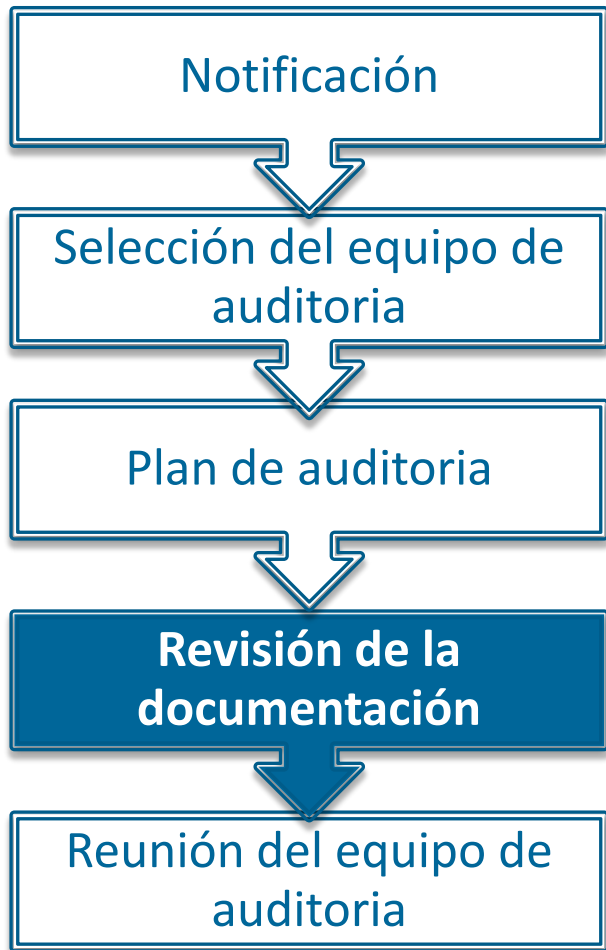 Notificación
Selección del equipo de
auditoria
Plan de auditoria
Revisión de la
documentación
Reunión del equipo de
auditoria